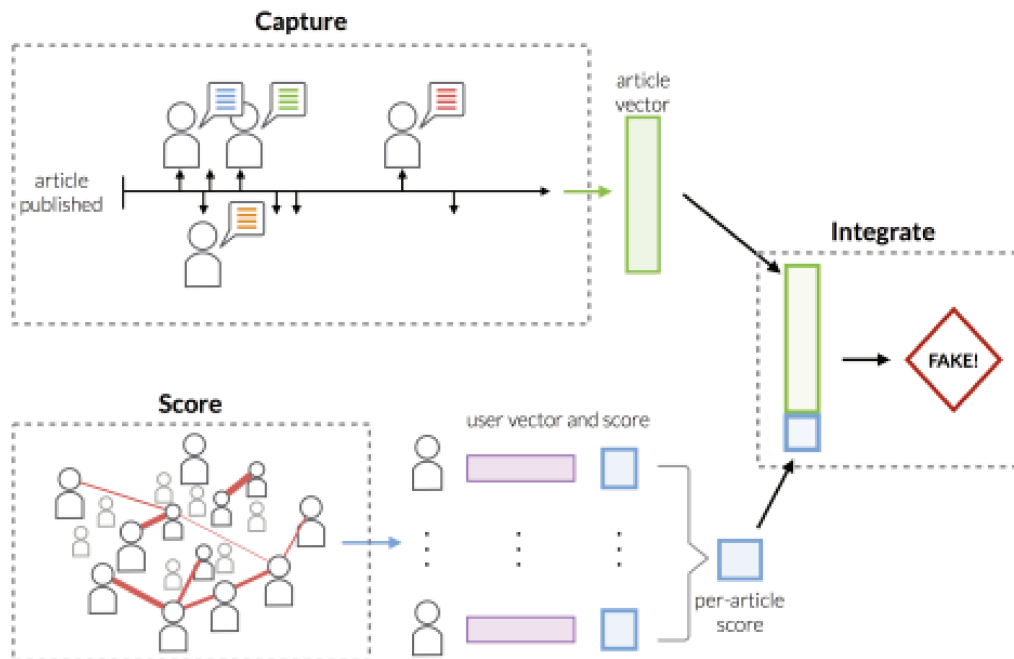 Capture
article
vector
article
published
Integrate
FAKE!
Score
user vector and score
per-article
score